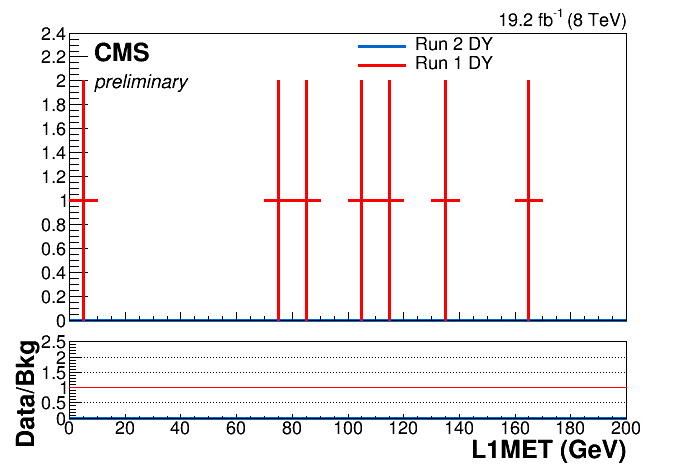 19.2 fb-1 (8 TeV)
CMS
preliminary
Run 2 DY
Run 1 DY
2.4
2.2
2
1.8
1.6
1.4
1.2
1
0.8
0.6
0.4
0.2
0
Data/Bkg
2.5
2
1.5
1
0.5
0
0 20 40 60 80 100 120 140 160 180 200
L1MET (GeV)